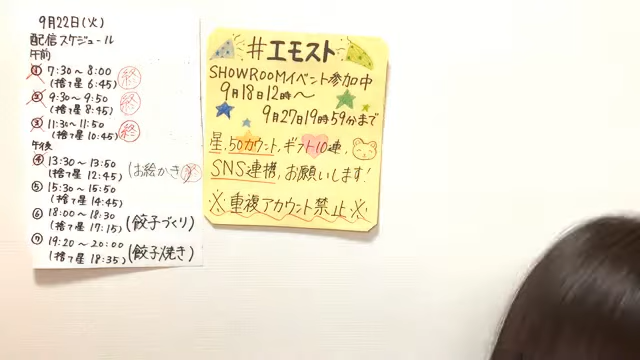 9月22日(火)
配信スケジュール
午前
① 7:30～8:00 終
(捨て星 6:45)
② 9:30～9:50 終
(捨て星 8:45)
③ 11:30～11:50 終
(捨て星 10:45)
午後
④ 13:30～13:50
(捨て星 12:45) (お絵かき)
⑤ 15:30～15:50
(捨て星 14:45)
⑥ 18:00～18:30
(捨て星 17:15) (餃子づくり)
⑦ 19:20～20:00
(捨て星 18:35) (餃子焼き)
#エモスト
SHOWROOMイベント参加中
9月18日12時～
9月27日19時59分まで
星,50カウント,ギフト10連,
SNS連携,お願いします!
※重複アカウント禁止※